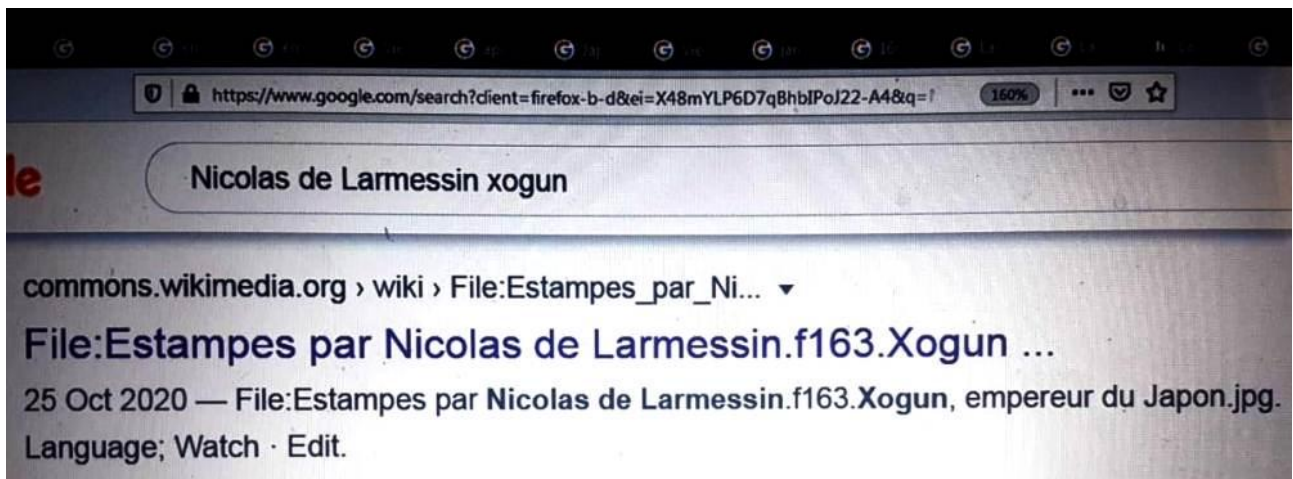 https://www.google.com/search?client=firefox-b-d&ei=X48mYLP6D7qBhbIPoJ22-A4&q= 160%
le Nicolas de Larmessin xogun
commons.wikimedia.org › wiki › File:Estampes_par_Ni...
File:Estampes par Nicolas de Larmessin.f163.Xogun ...
25 Oct 2020 — File:Estampes par Nicolas de Larmessin.f163.Xogun, empereur du Japon.jpg.
Language; Watch · Edit.